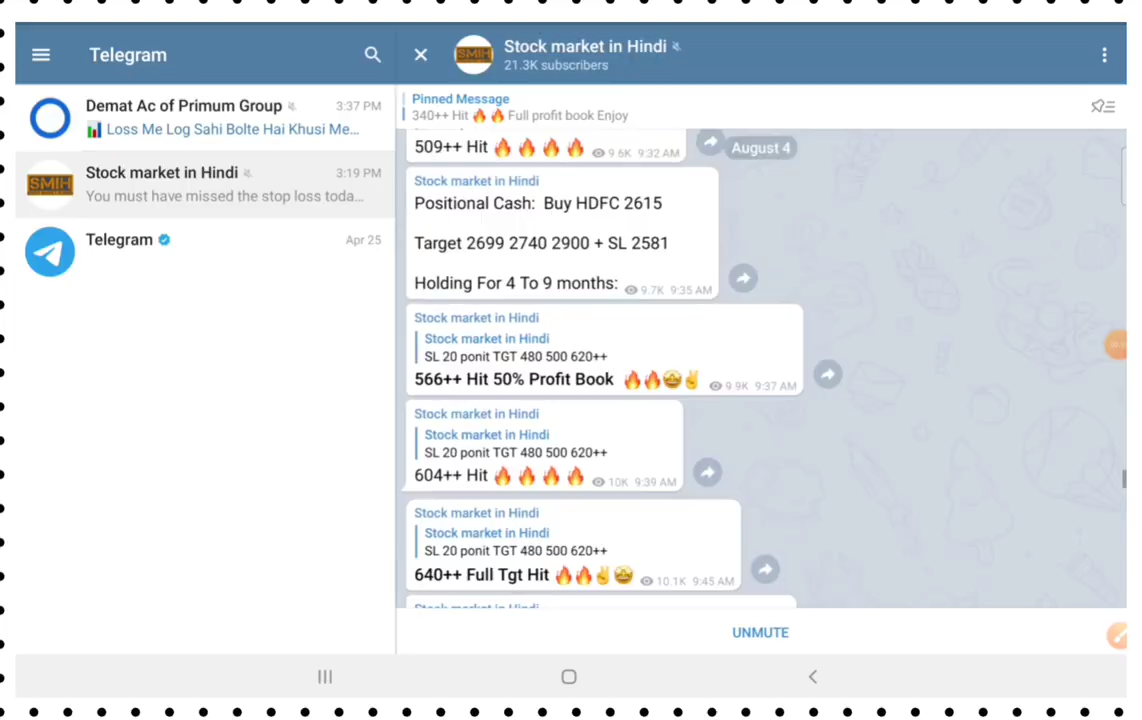 Telegram
Demat Ac of Primum Group
3:37 PM
Loss Me Log Sahi Bolte Hai Khusi Me...
SMIH
Stock market in Hindi
3:19 PM
You must have missed the stop loss toda...
Telegram
Apr 25
SMIH
Stock market in Hindi
21.3K subscribers
Pinned Message
340++ Hit 🔥 🔥 Full profit book Enjoy
509++ Hit 🔥 🔥 🔥 🔥 9.6K 9:32 AM
August 4
Stock market in Hindi
Positional Cash: Buy HDFC 2615
Target 2699 2740 2900 + SL 2581
Holding For 4 To 9 months: 9.7K 9:35 AM
Stock market in Hindi
Stock market in Hindi
SL 20 ponit TGT 480 500 620++
566++ Hit 50% Profit Book 🔥🔥🤩✌️ 9.9K 9:37 AM
Stock market in Hindi
Stock market in Hindi
SL 20 ponit TGT 480 500 620++
604++ Hit 🔥 🔥 🔥 🔥 10K 9:39 AM
Stock market in Hindi
Stock market in Hindi
SL 20 ponit TGT 480 500 620++
640++ Full Tgt Hit 🔥🔥✌️🤩 10.1K 9:45 AM
UNMUTE